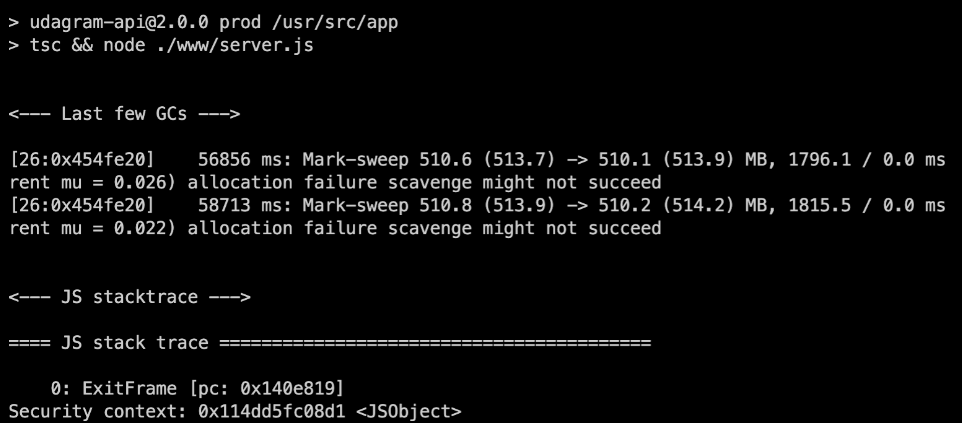 > udagram-api@2.0.0 prod /usr/src/app
> tsc && node ./www/server.js
<--- Last few GCs --->
[26:0x454fe20]    56856 ms: Mark-sweep 510.6 (513.7) -> 510.1 (513.9) MB, 1796.1 / 0.0 ms
rent mu = 0.026) allocation failure scavenge might not succeed
[26:0x454fe20]    58713 ms: Mark-sweep 510.8 (513.9) -> 510.2 (514.2) MB, 1815.5 / 0.0 ms
rent mu = 0.022) allocation failure scavenge might not succeed
<--- JS stacktrace --->
==== JS stack trace =========================================
    0: ExitFrame [pc: 0x140e819]
Security context: 0x114dd5fc08d1 <JSObject>